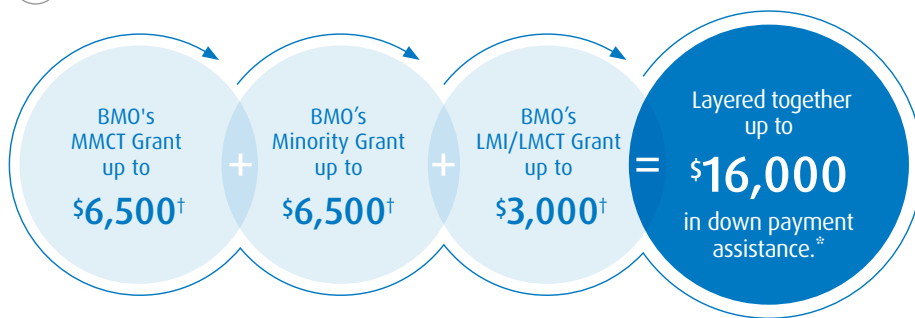 BMO's
MMCT Grant
up to
$6,500†
+
BMO’s
Minority Grant
up to
$6,500†
+
BMO’s
LMI/LMCT Grant
up to
$3,000†
=
Layered together
up to
$16,000
in down payment
assistance.*